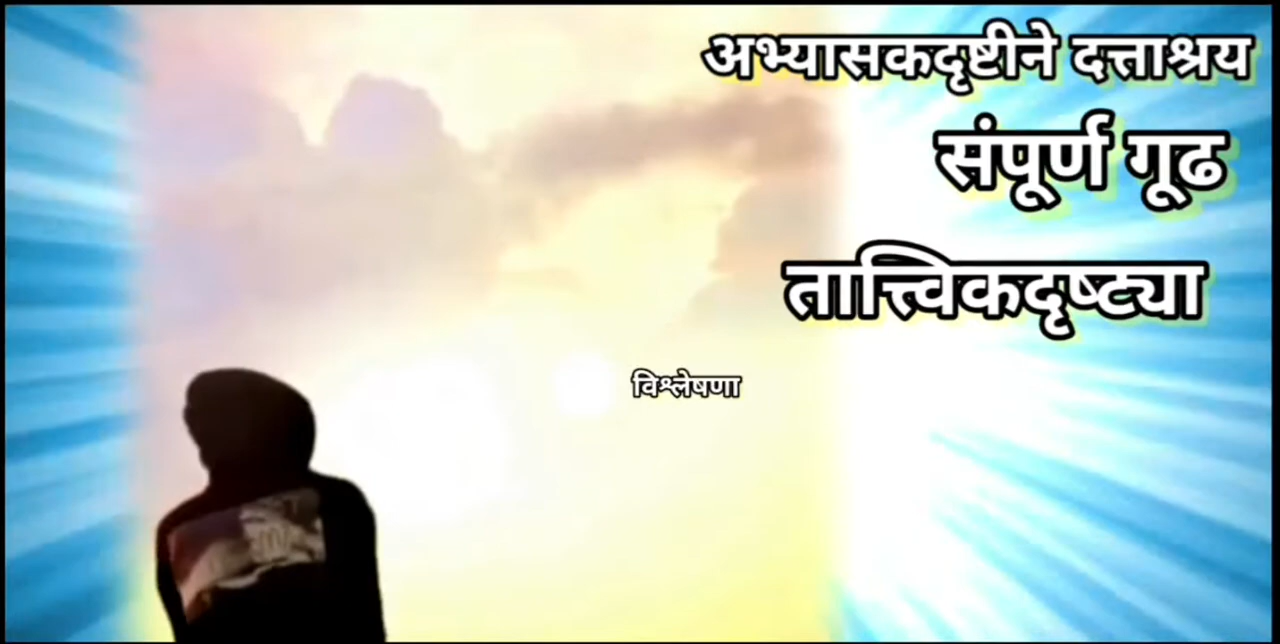 अभ्यासकदृष्टीने दत्ताश्रय
संपूर्ण गूढ
तात्त्विकदृष्ट्या
विश्लेषणा